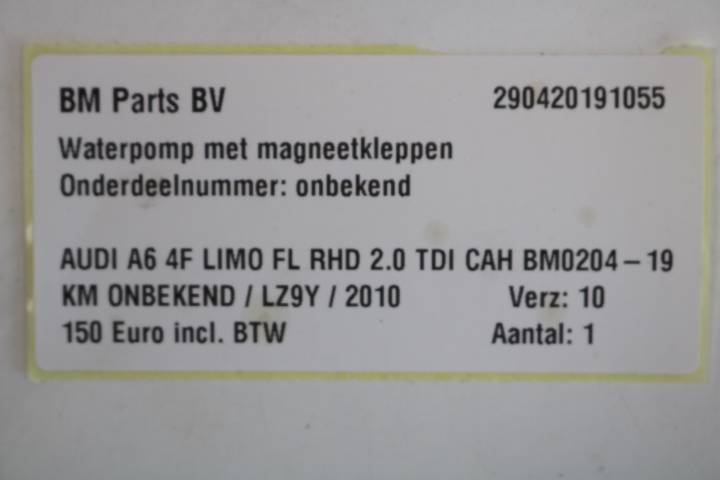 BM Parts BV 290420191055
Waterpomp met magneetkleppen
Onderdeelnummer: onbekend
AUDI A6 4F LIMO FL RHD 2.0 TDI CAH BM0204-19
KM ONBEKEND / LZ9Y / 2010 Verz: 10
150 Euro incl. BTW Aantal: 1